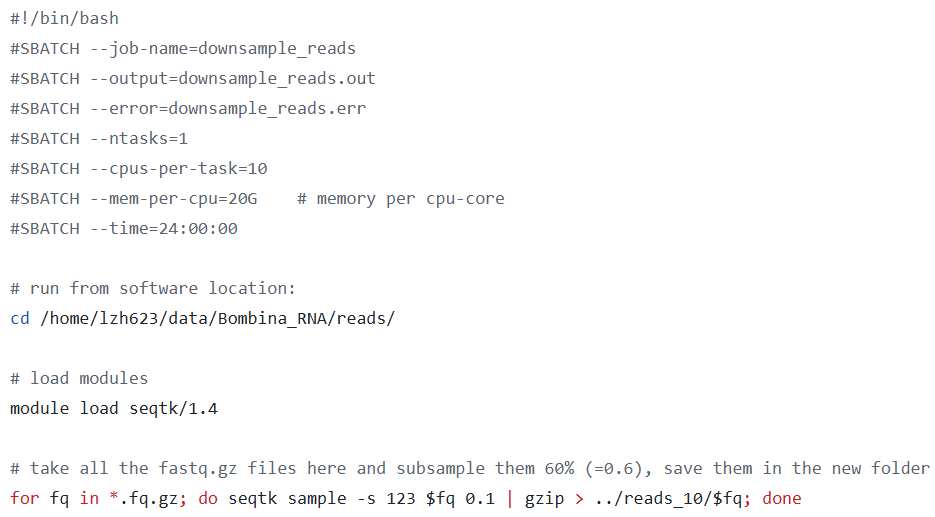 #!/bin/bash
#SBATCH --job-name=downsample_reads
#SBATCH --output=downsample_reads.out
#SBATCH --error=downsample_reads.err
#SBATCH --ntasks=1
#SBATCH --cpus-per-task=10
#SBATCH --mem-per-cpu=20G    # memory per cpu-core
#SBATCH --time=24:00:00
# run from software location:
cd /home/lzh623/data/Bombina_RNA/reads/
# load modules
module load seqtk/1.4
# take all the fastq.gz files here and subsample them 60% (=0.6), save them in the new folder
for fq in *.fq.gz; do seqtk sample -s 123 $fq 0.1 | gzip > ../reads_10/$fq; done